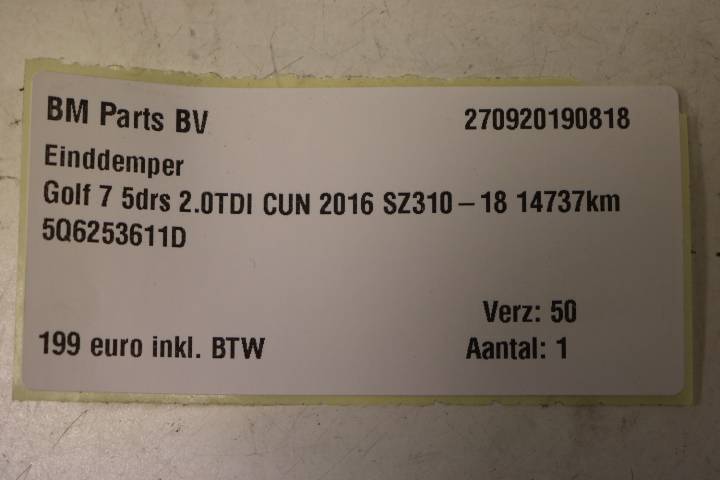 BM Parts BV 270920190818
Einddemper
Golf 7 5drs 2.0TDI CUN 2016 SZ310-18 14737km
5Q6253611D
Verz: 50
199 euro inkl. BTW Aantal: 1